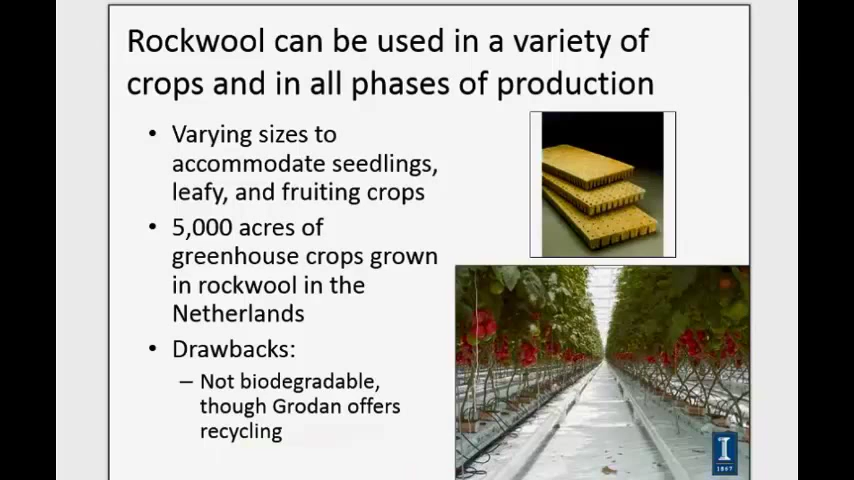 Rockwool can be used in a variety of
crops and in all phases of production
• Varying sizes to
accommodate seedlings,
leafy, and fruiting crops
• 5,000 acres of
greenhouse crops grown
in rockwool in the
Netherlands
• Drawbacks:
– Not biodegradable,
though Grodan offers
recycling
I
1867